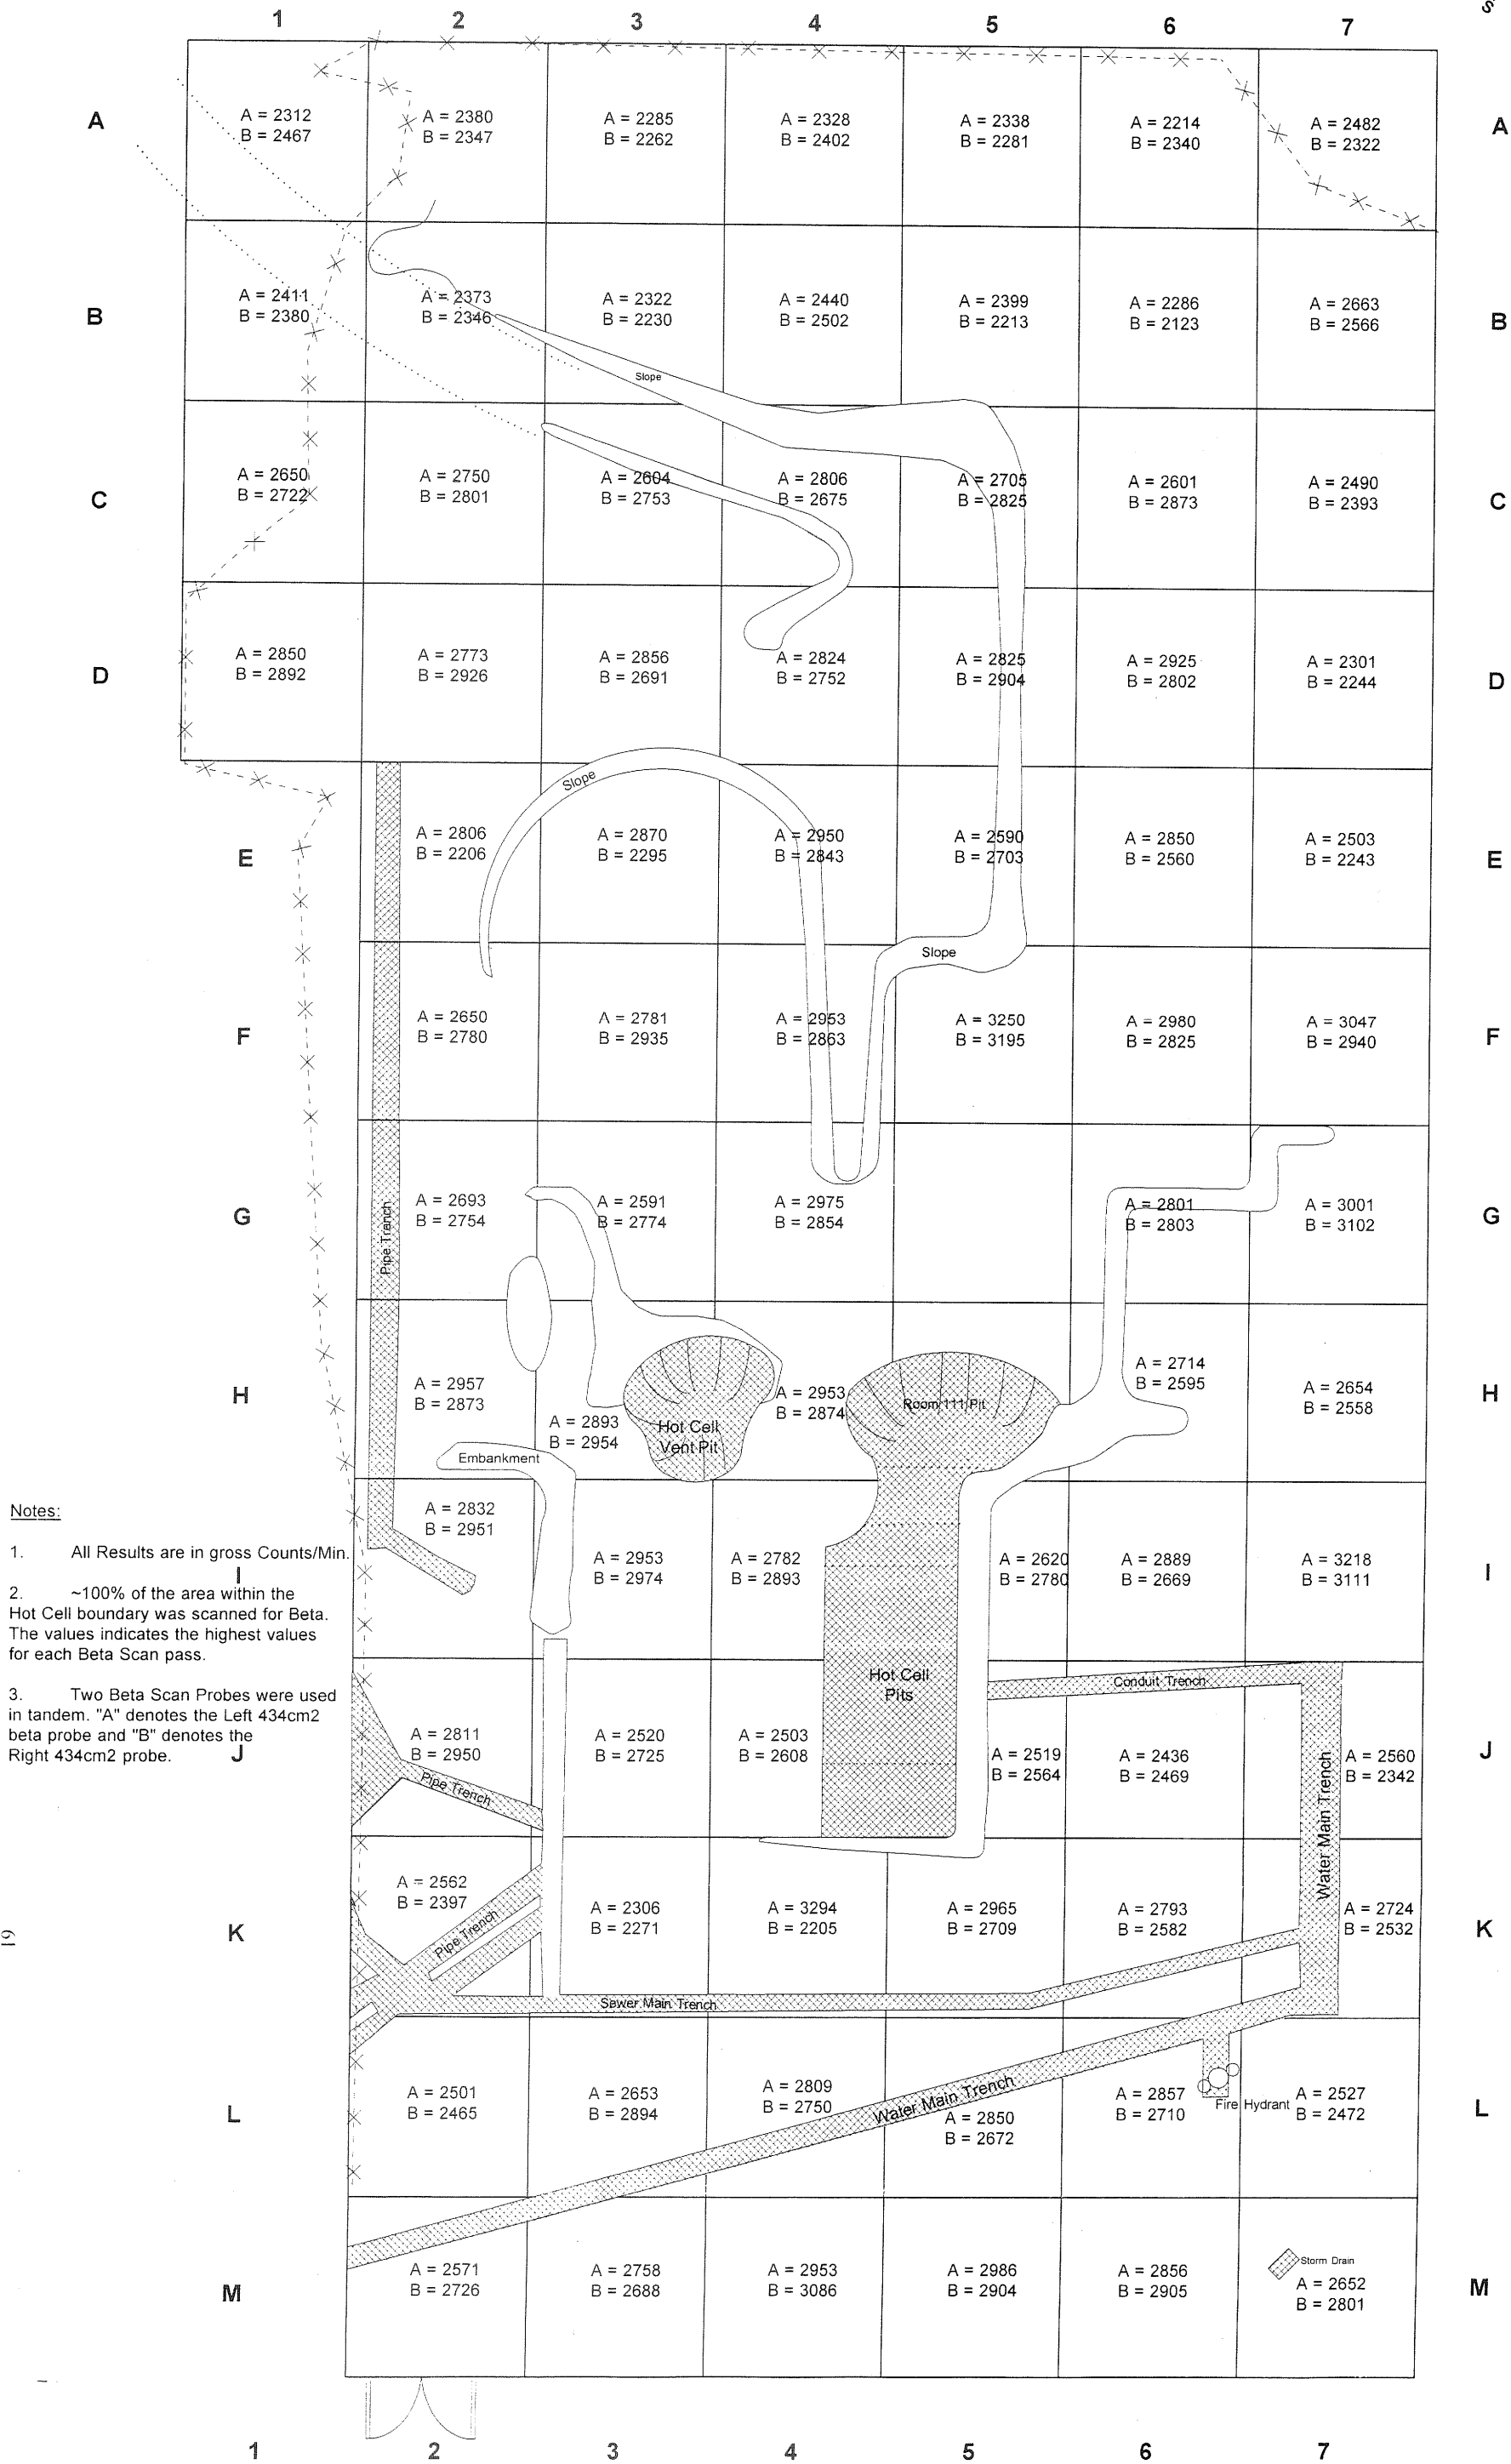 1 2 3 4 5 6 7
A A
A = 2312 A = 2380 A = 2285 A = 2328 A = 2338 A = 2214 A = 2482
B = 2467 B = 2347 B = 2262 B = 2402 B = 2281 B = 2340 B = 2322
B B
A = 2411 A = 2373 A = 2322 A = 2440 A = 2399 A = 2286 A = 2663
B = 2380 B = 2346 B = 2230 B = 2502 B = 2213 B = 2123 B = 2566
Slope
C C
A = 2650 A = 2750 A = 2604 A = 2806 A = 2705 A = 2601 A = 2490
B = 2722 B = 2801 B = 2753 B = 2675 B = 2825 B = 2873 B = 2393
D D
A = 2850 A = 2773 A = 2856 A = 2824 A = 2825 A = 2925 A = 2301
B = 2892 B = 2926 B = 2691 B = 2752 B = 2904 B = 2802 B = 2244
Slope
E E
A = 2806 A = 2870 A = 2950 A = 2590 A = 2850 A = 2503
B = 2206 B = 2295 B = 2843 B = 2703 B = 2560 B = 2243
Slope
F F
A = 2650 A = 2781 A = 2953 A = 3250 A = 2980 A = 3047
B = 2780 B = 2935 B = 2863 B = 3195 B = 2825 B = 2940
G G
Pipe Trench
A = 2693 A = 2591 A = 2975 A = 2801 A = 3001
B = 2754 B = 2774 B = 2854 B = 2803 B = 3102
H H
A = 2957 A = 2893 A = 2953 A = 2714 A = 2654
B = 2873 B = 2954 B = 2874 B = 2595 B = 2558
Hot Cell
Vent Pit
Room 111 Pit
Embankment
I I
A = 2832 A = 2953 A = 2782 A = 2620 A = 2889 A = 3218
B = 2951 B = 2974 B = 2893 B = 2780 B = 2669 B = 3111
Notes:
1. All Results are in gross Counts/Min.
2. ~100% of the area within the
Hot Cell boundary was scanned for Beta.
The values indicates the highest values
for each Beta Scan pass.
3. Two Beta Scan Probes were used
in tandem. "A" denotes the Left 434cm2
beta probe and "B" denotes the
Right 434cm2 probe.
Hot Cell
Pits
Conduit Trench
J J
A = 2811 A = 2520 A = 2503 A = 2519 A = 2436 A = 2560
B = 2950 B = 2725 B = 2608 B = 2564 B = 2469 B = 2342
Pipe Trench
Water Main Trench
K K
A = 2562 A = 2306 A = 3294 A = 2965 A = 2793 A = 2724
B = 2397 B = 2271 B = 2205 B = 2709 B = 2582 B = 2532
Pipe Trench
Sewer Main Trench
61
L L
A = 2501 A = 2653 A = 2809 A = 2850 A = 2857 A = 2527
B = 2465 B = 2894 B = 2750 B = 2672 B = 2710 B = 2472
Water Main Trench
Fire Hydrant
M M
Storm Drain
A = 2571 A = 2758 A = 2953 A = 2986 A = 2856 A = 2652
B = 2726 B = 2688 B = 3086 B = 2904 B = 2905 B = 2801
1 2 3 4 5 6 7